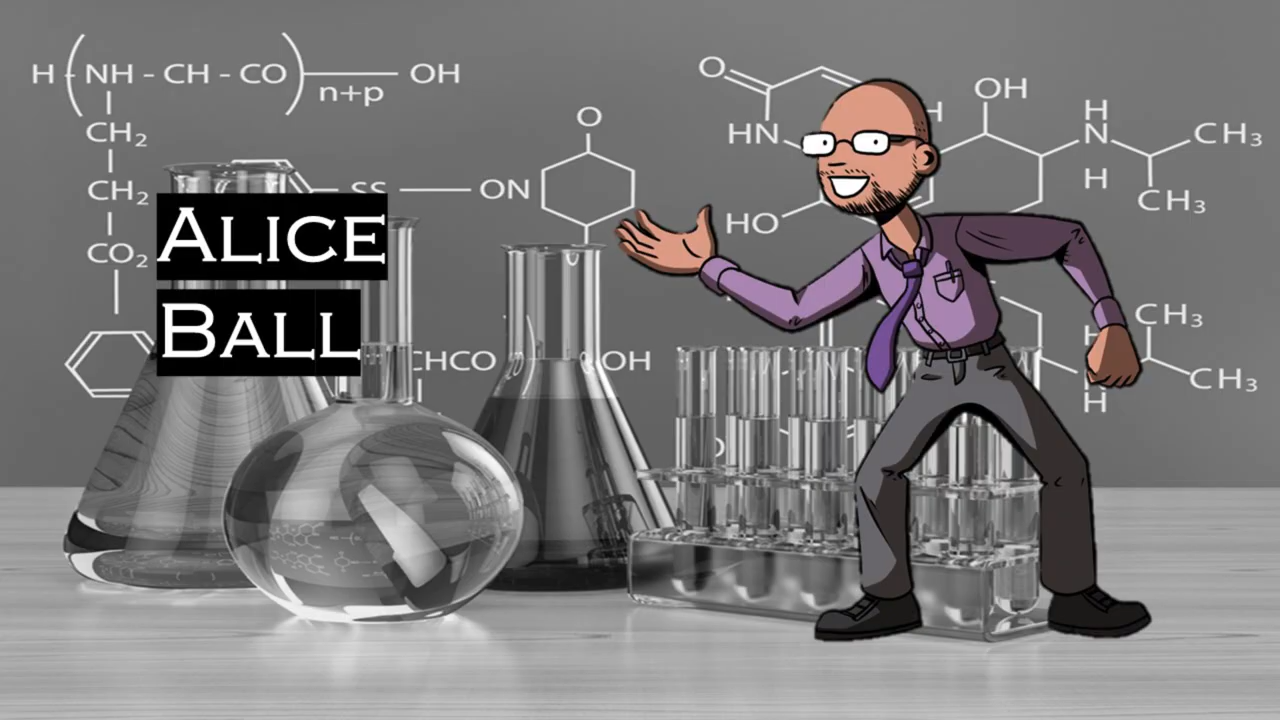 H (NH - CH - CO) n+p OH
CH2
CH2
CO2
SS
ON
O
O
HN
HO
OH
H
N
H
CH3
CH3
ALICE
BALL
CHCO
OH
CH3
H
H
CH3